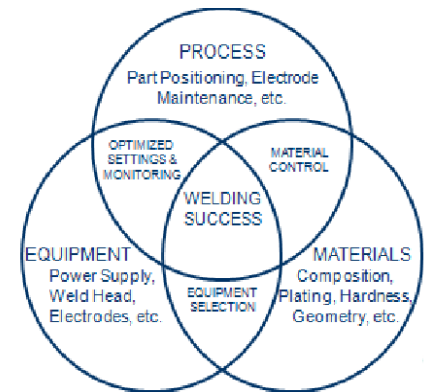 PROCESS
Part Positioning, Electrode
Maintenance, etc.
OPTIMIZED
SETTINGS &
MONITORING
MATERIAL
CONTROL
WELDING
SUCCESS
EQUIPMENT
Power Supply,
Weld Head,
Electrodes, etc.
EQUIPMENT
SELECTION
MATERIALS
Composition,
Plating, Hardness,
Geometry, etc.